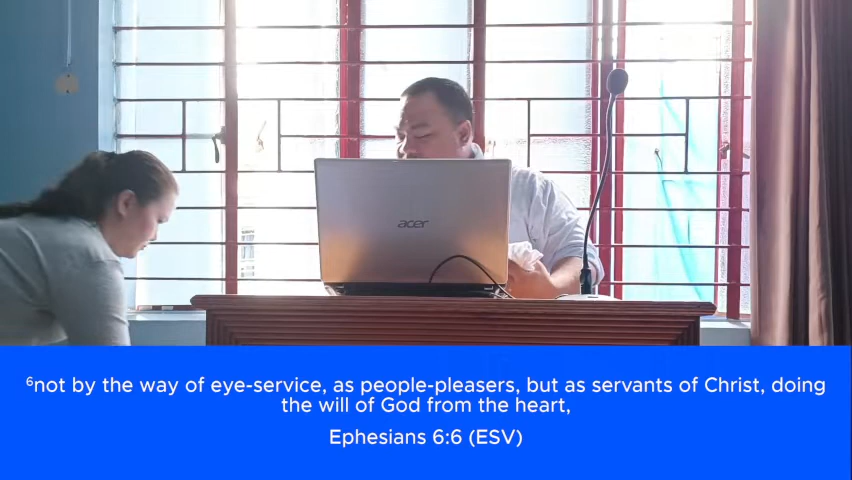 acer
⁶not by the way of eye-service, as people-pleasers, but as servants of Christ, doing
the will of God from the heart,
Ephesians 6:6 (ESV)